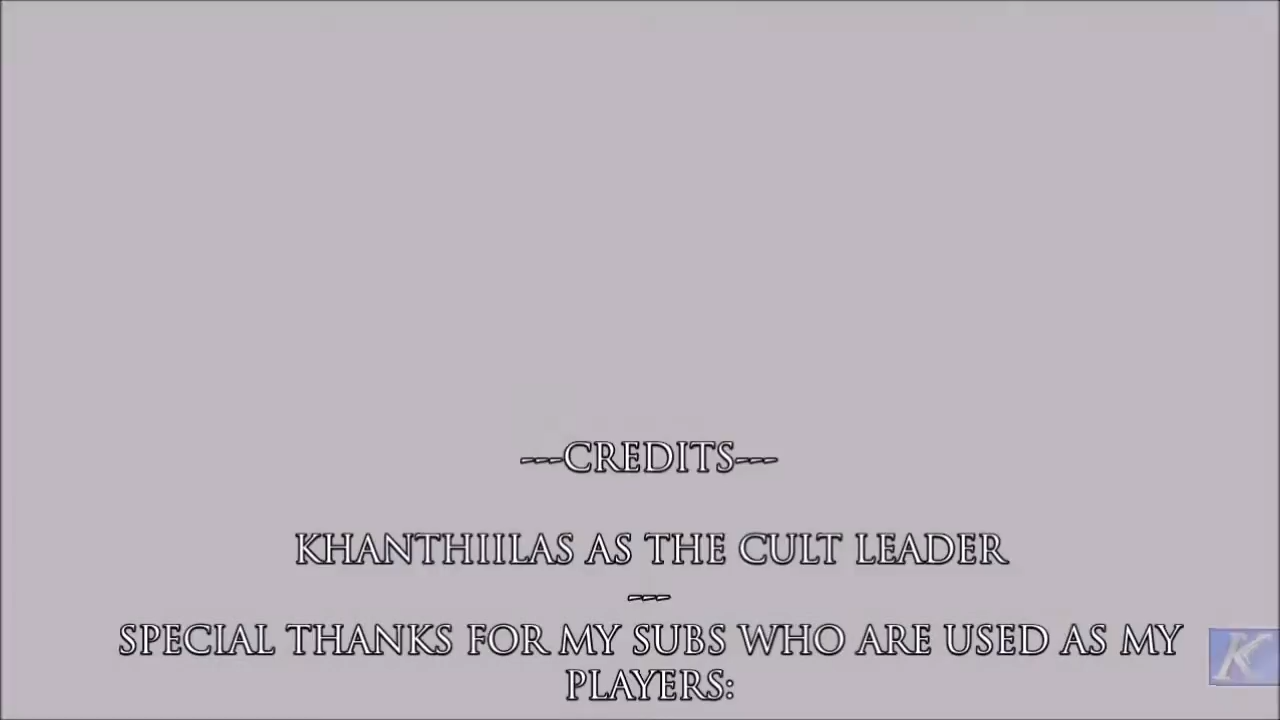 ---CREDITS---
KHANTHIILAS AS THE CULT LEADER
---
SPECIAL THANKS FOR MY SUBS WHO ARE USED AS MY
PLAYERS:
K